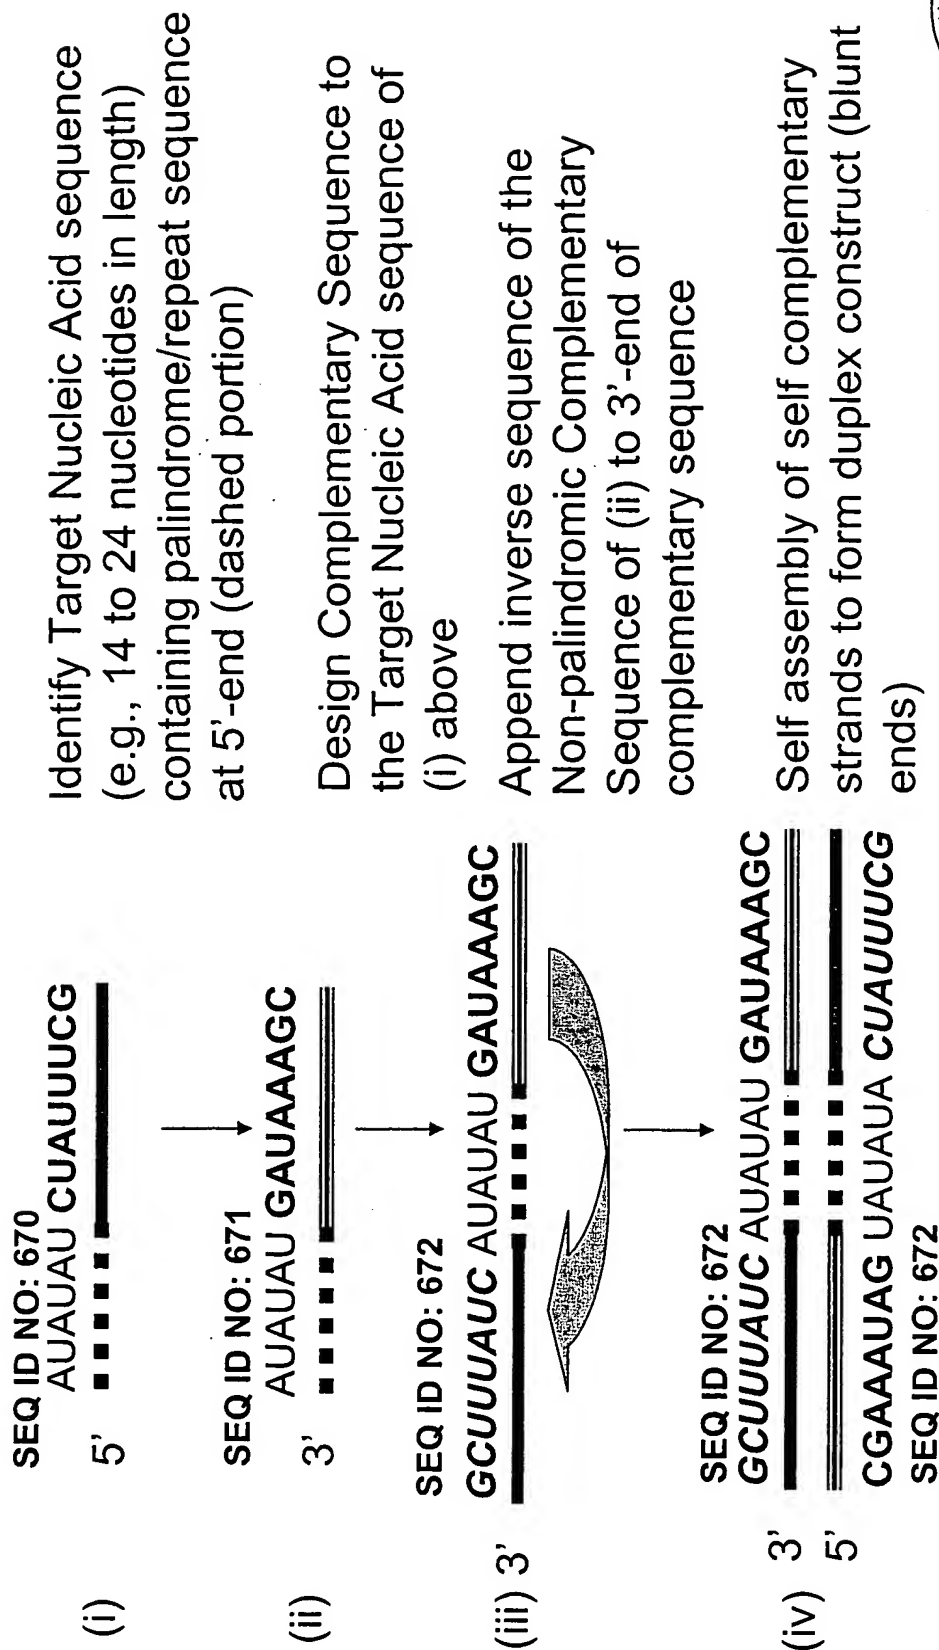 SEQ ID NO: 670
AUAUAU CUAUUUCG
(i) 5'
Identify Target Nucleic Acid sequence
(e.g., 14 to 24 nucleotides in length)
containing palindrome/repeat sequence
at 5'-end (dashed portion)
SEQ ID NO: 671
AUAUAU GAUAAAGC
(ii) 3'
Design Complementary Sequence to
the Target Nucleic Acid sequence of
(i) above
SEQ ID NO: 672
GCUUUAUC AUAUAU GAUAAAGC
(iii) 3'
Append inverse sequence of the
Non-palindromic Complementary
Sequence of (ii) to 3'-end of
complementary sequence
SEQ ID NO: 672
GCUUUAUC AUAUAU GAUAAAGC
(iv) 3'
5'
CGAAAUAG UAUAUA CUAUUUCG
SEQ ID NO: 672
Self assembly of self complementary
strands to form duplex construct (blunt
ends)